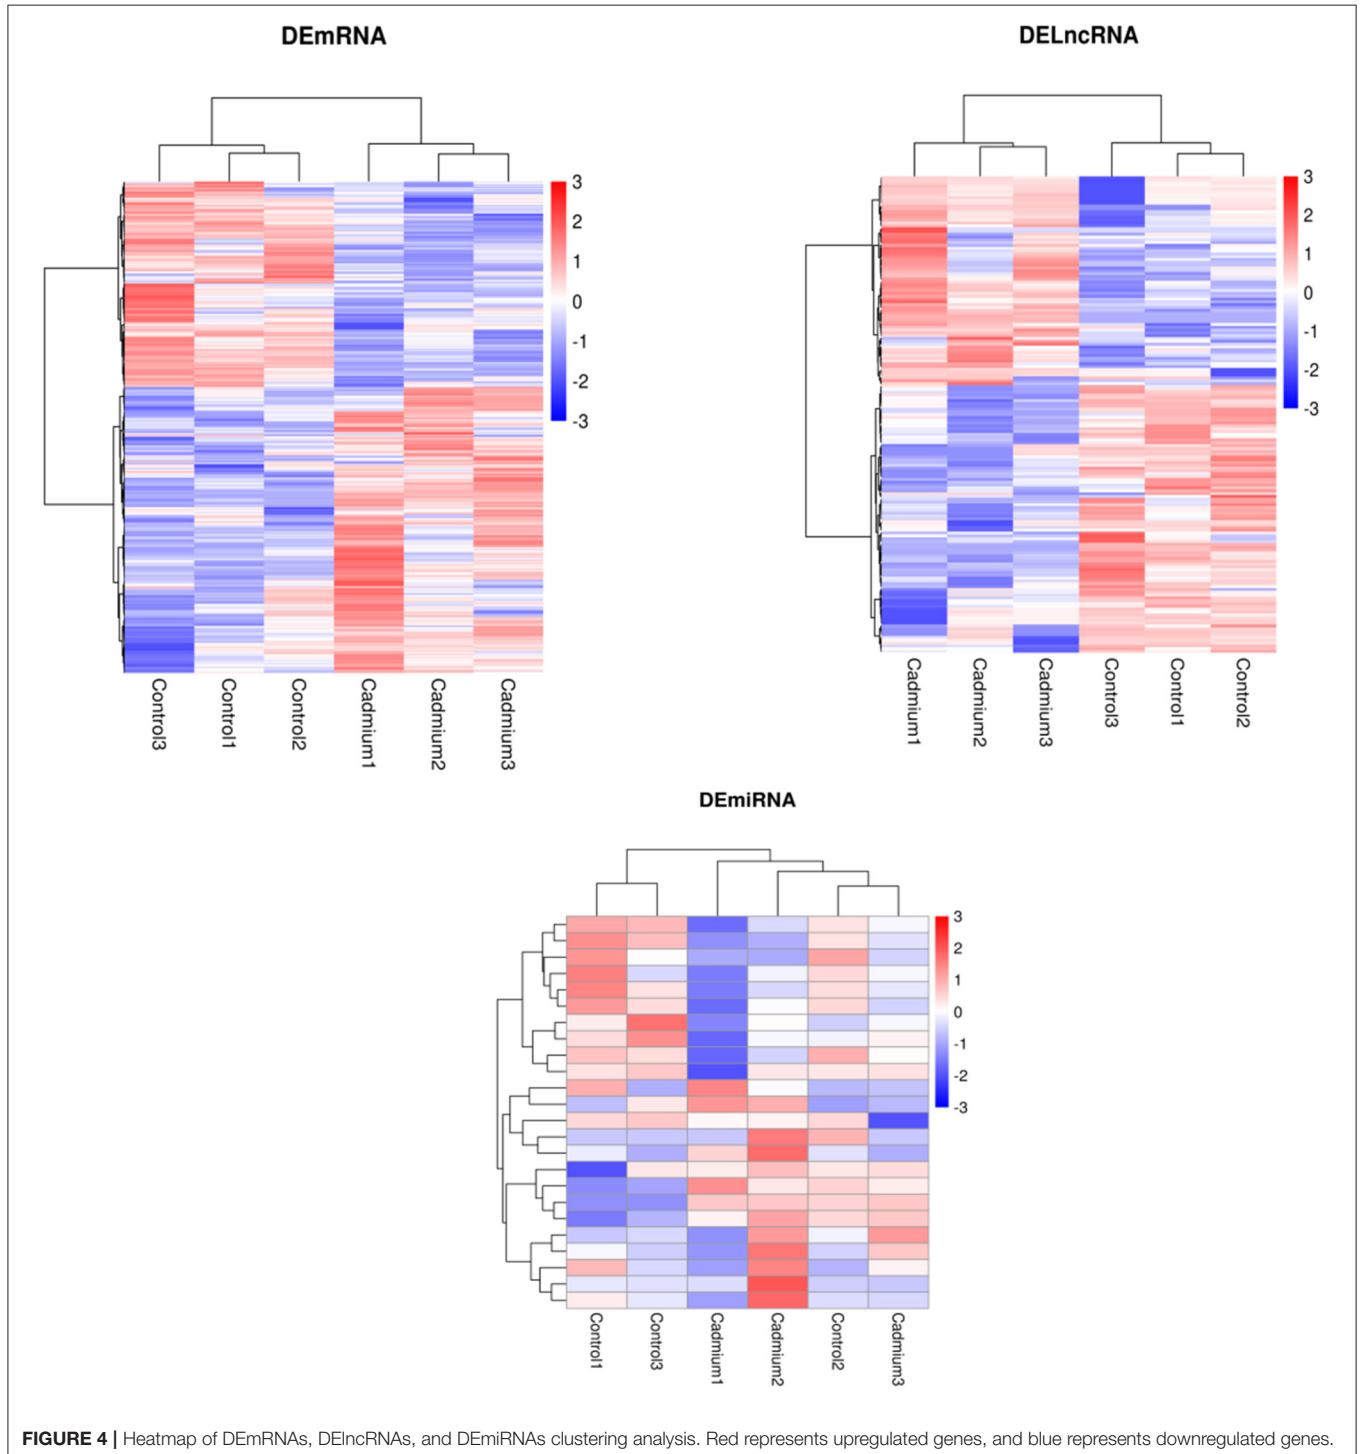 DEmRNA
3
2
1
0
-1
-2
-3
Control3
Control1
Control2
Cadmium1
Cadmium2
Cadmium3
DELncRNA
3
2
1
0
-1
-2
-3
Cadmium1
Cadmium2
Cadmium3
Control3
Control1
Control2
DEmiRNA
3
2
1
0
-1
-2
-3
Control1
Control3
Cadmium1
Cadmium2
Control2
Cadmium3
FIGURE 4 | Heatmap of DEmRNAs, DElncRNAs, and DEmiRNAs clustering analysis. Red represents upregulated genes, and blue represents downregulated genes.